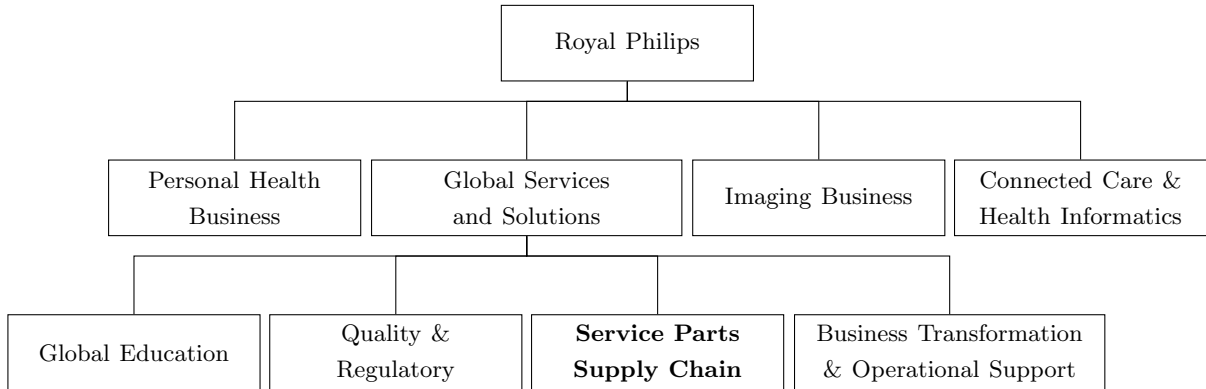 Royal Philips
Personal Health
Business
Global Services
and Solutions
Imaging Business
Connected Care &
Health Informatics
Global Education
Quality &
Regulatory
Service Parts
Supply Chain
Business Transformation
& Operational Support